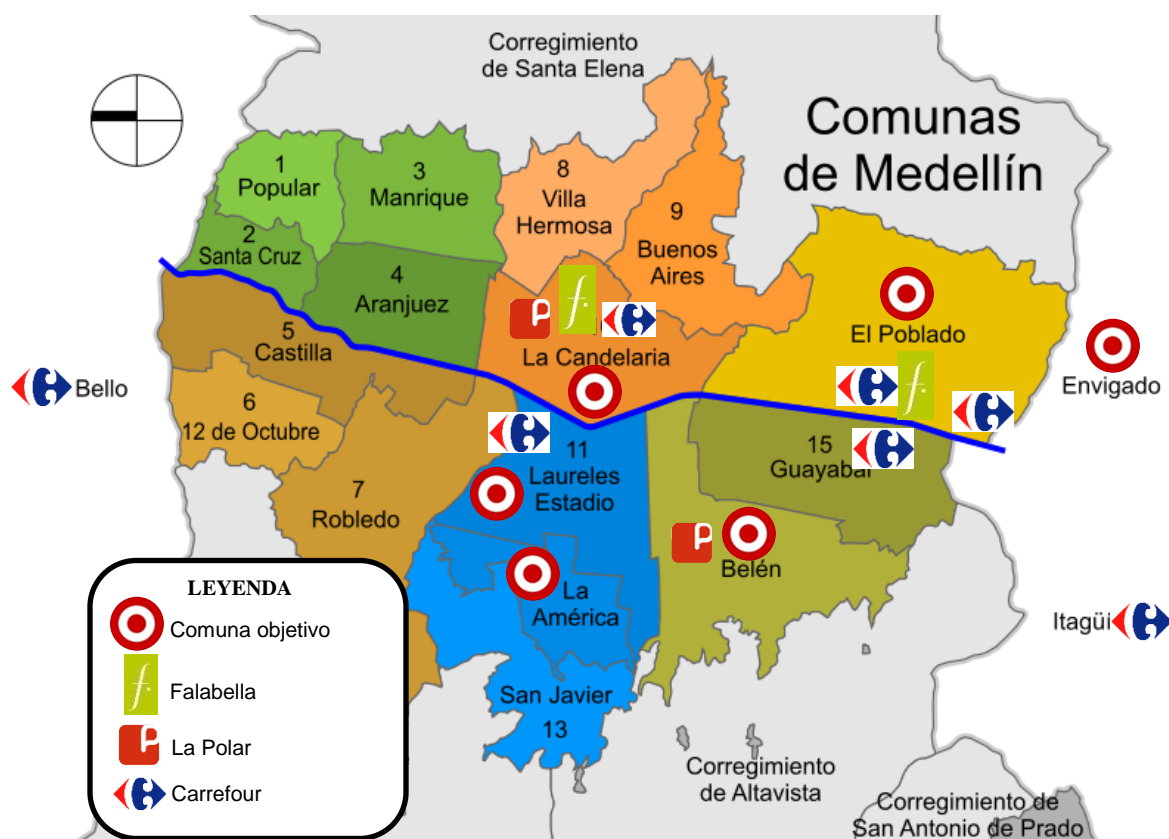 Corregimiento
de Santa Elena
Comunas
de Medellín
1
Popular
3
Manrique
8
Villa
Hermosa
9
Buenos
Aires
2
Santa Cruz
4
Aranjuez
La Candelaria
El Poblado
Envigado
5
Castilla
Bello
6
12 de Octubre
7
Robledo
11
Laureles
Estadio
15
Guayabal
Belén
La
América
Itagüí
San Javier
13
Corregimiento
de Altavista
Corregimiento de
San Antonio de Prado
LEYENDA
Comuna objetivo
Falabella
La Polar
Carrefour